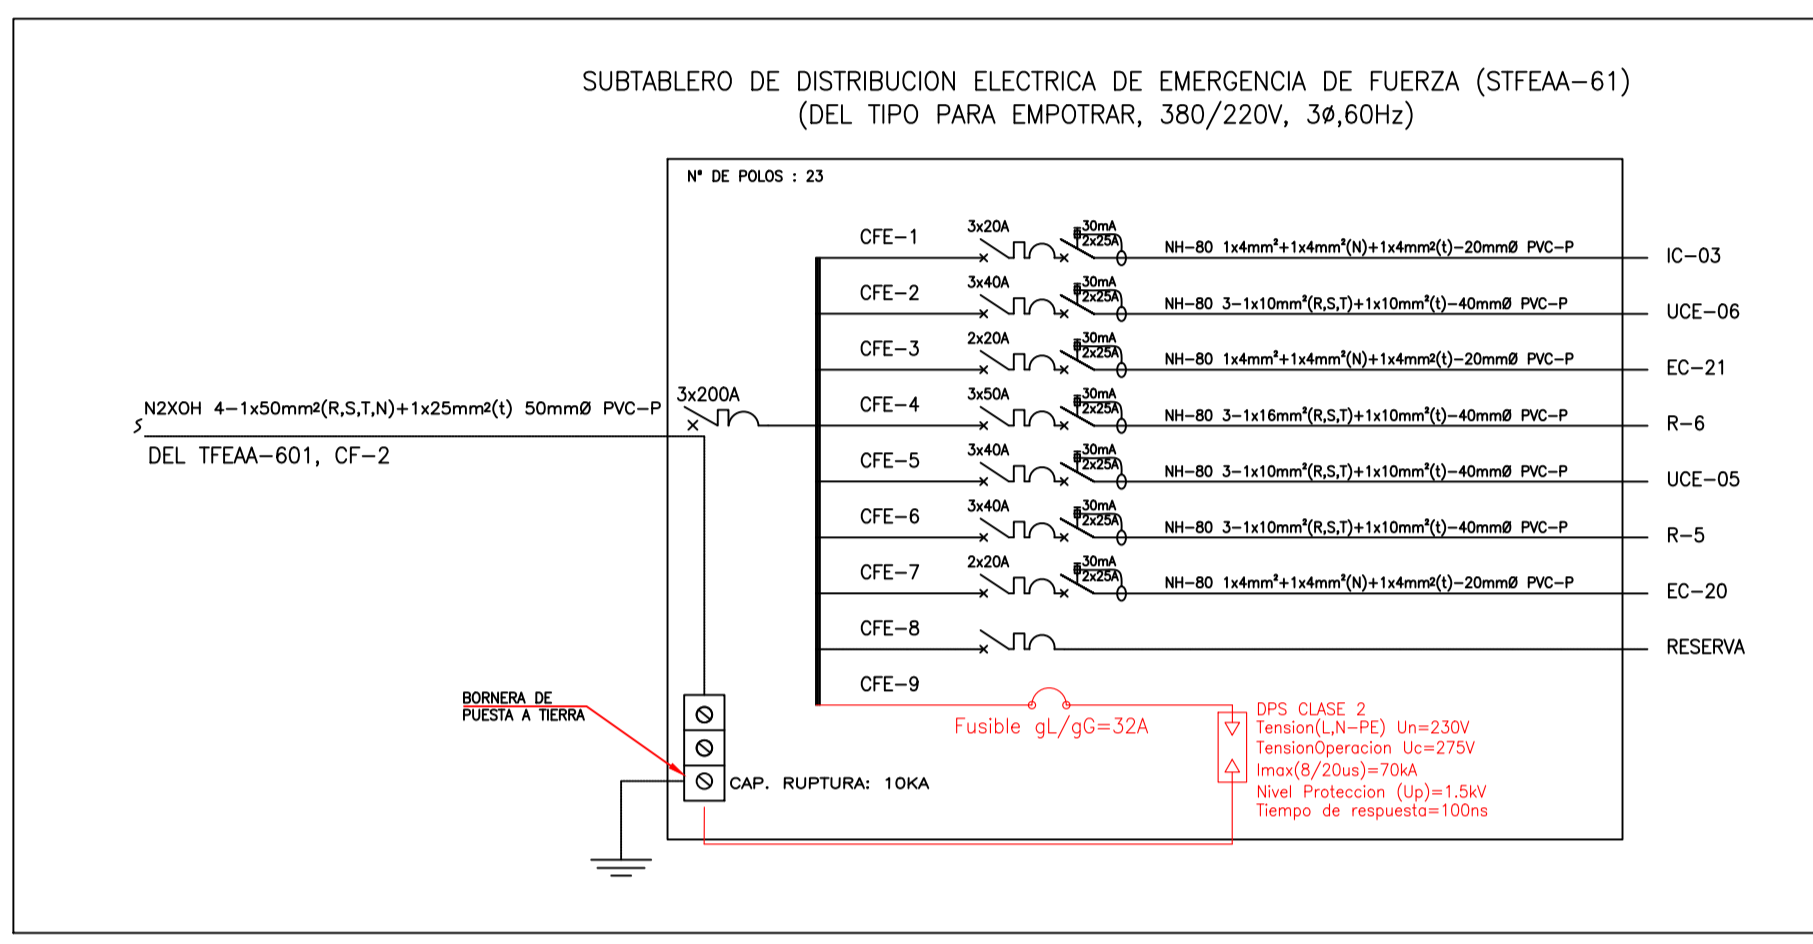 SUBTABLERO DE DISTRIBUCION ELECTRICA DE EMERGENCIA DE FUERZA (STFEAA-61)
(DEL TIPO PARA EMPOTRAR, 380/220V, 3ø,60Hz)
N° DE POLOS : 23
CFE-1 3x20A 30mA 2x25A NH-80 1x4mm²+1x4mm²(N)+1x4mm2(t)-20mmØ PVC-P IC-03
CFE-2 3x40A 30mA 2x25A NH-80 3-1x10mm²(R,S,T)+1x10mm²(t)-40mmØ PVC-P UCE-06
CFE-3 2x20A 30mA 2x25A NH-80 1x4mm²+1x4mm²(N)+1x4mm2(t)-20mmØ PVC-P EC-21
CFE-4 3x50A 30mA 2x25A NH-80 3-1x16mm²(R,S,T)+1x10mm²(t)-40mmØ PVC-P R-6
CFE-5 3x40A 30mA 2x25A NH-80 3-1x10mm²(R,S,T)+1x10mm²(t)-40mmØ PVC-P UCE-05
CFE-6 3x40A 30mA 2x25A NH-80 3-1x10mm²(R,S,T)+1x10mm²(t)-40mmØ PVC-P R-5
CFE-7 2x20A 30mA 2x25A NH-80 1x4mm²+1x4mm²(N)+1x4mm2(t)-20mmØ PVC-P EC-20
CFE-8 RESERVA
CFE-9
3x200A
N2XOH 4-1x50mm2(R,S,T,N)+1x25mm2(t) 50mmØ PVC-P
DEL TFEAA-601, CF-2
BORNERA DE
PUESTA A TIERRA
CAP. RUPTURA: 10KA
Fusible gL/gG=32A
DPS CLASE 2
Tension(L,N-PE) Un=230V
TensionOperacion Uc=275V
Imax(8/20us)=70kA
Nivel Proteccion (Up)=1.5kV
Tiempo de respuesta=100ns